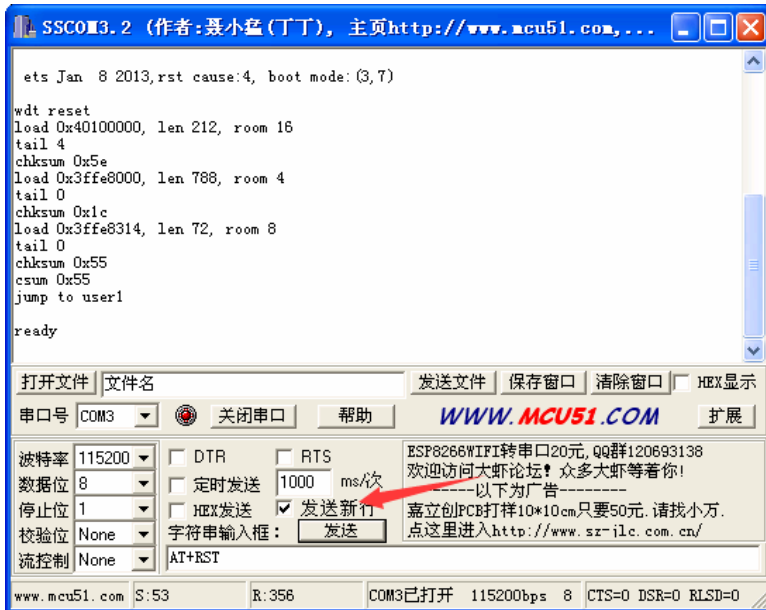 SSCOM3.2 (作者:聂小猛(丁丁), 主页http://www.mcu51.com,...
ets Jan  8 2013,rst cause:4, boot mode:(3,7)
wdt reset
load 0x40100000, len 212, room 16
tail 4
chksum 0x5e
load 0x3ffe8000, len 788, room 4
tail 0
chksum 0x1c
load 0x3ffe8314, len 72, room 8
tail 0
chksum 0x55
csum 0x55
jump to user1
ready
打开文件 文件名 发送文件 保存窗口 清除窗口 HEX显示
串口号 COM3 关闭串口 帮助 WWW.MCU51.COM 扩展
波特率 115200 DTR RTS
数据位 8 定时发送 1000 ms/次
停止位 1 HEX发送 发送新行
校验位 None 字符串输入框: 发送
流控制 None AT+RST
ESP8266WIFI转串口20元,QQ群120693138
欢迎访问大虾论坛! 众多大虾等着你!
------以下为广告--------
嘉立创PCB打样10*10cm只要50元.请找小万.
点这里进入http://www.sz-jlc.com.cn/
www.mcu51.com S:53 R:356 COM3已打开 115200bps 8 CTS=0 DSR=0 RLSD=0